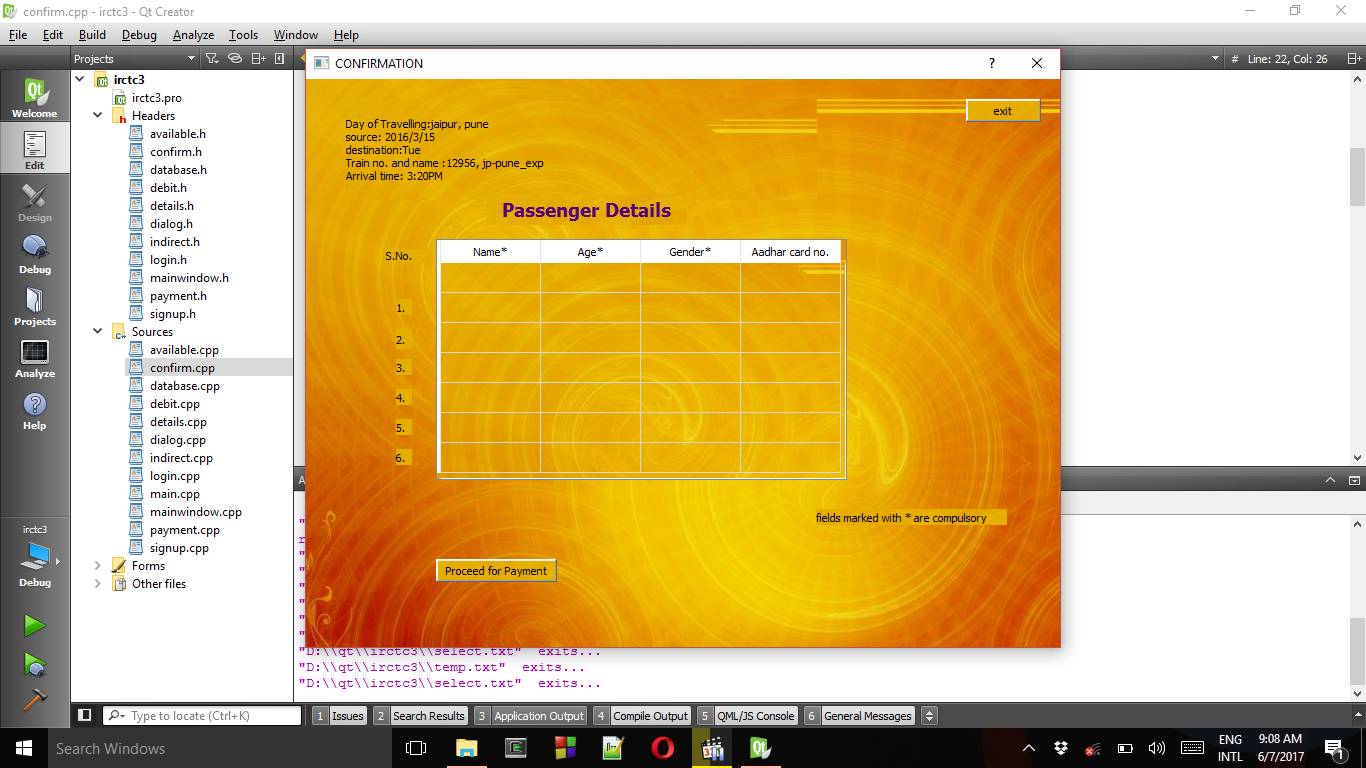 confirm.cpp - irctc3 - Qt Creator
File Edit Build Debug Analyze Tools Window Help
Projects
# Line: 22, Col: 26
Welcome
Edit
Design
Debug
Projects
Analyze
Help
irctc3
Debug
irctc3
irctc3.pro
Headers
available.h
confirm.h
database.h
debit.h
details.h
dialog.h
indirect.h
login.h
mainwindow.h
payment.h
signup.h
Sources
available.cpp
confirm.cpp
database.cpp
debit.cpp
details.cpp
dialog.cpp
indirect.cpp
login.cpp
main.cpp
mainwindow.cpp
payment.cpp
signup.cpp
Forms
Other files
CONFIRMATION
?
exit
Day of Travelling:jaipur, pune
source: 2016/3/15
destination:Tue
Train no. and name :12956, jp-pune_exp
Arrival time: 3:20PM
Passenger Details
S.No. Name* Age* Gender* Aadhar card no.
1.
2.
3.
4.
5.
6.
fields marked with * are compulsory
Proceed for Payment
"D:\\qt\\irctc3\\select.txt" exits...
"D:\\qt\\irctc3\\temp.txt" exits...
"D:\\qt\\irctc3\\select.txt" exits...
Type to locate (Ctrl+K) 1 Issues 2 Search Results 3 Application Output 4 Compile Output 5 QML/JS Console 6 General Messages
Search Windows
ENG
INTL
9:08 AM
6/7/2017
1